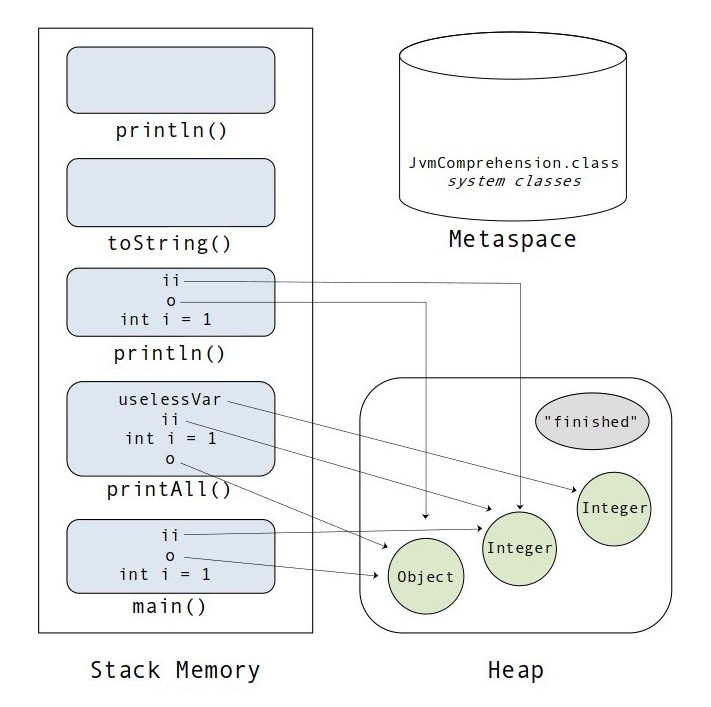 println()
toString()
ii
o
int i = 1
println()
uselessVar
ii
int i = 1
o
printAll()
ii
o
int i = 1
main()
Stack Memory
JvmComprehension.class
system classes
Metaspace
"finished"
Integer
Integer
Object
Heap